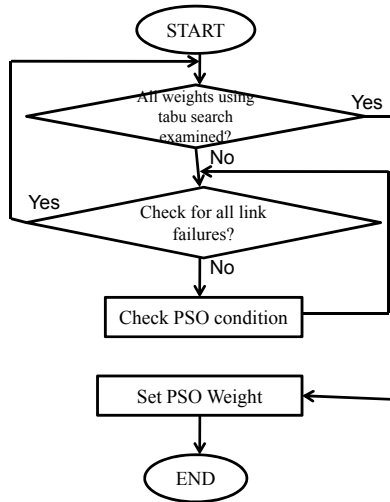 START
All weights using
tabu search
examined?
Yes
No
Yes
Check for all link
failures?
No
Check PSO condition
Set PSO Weight
END